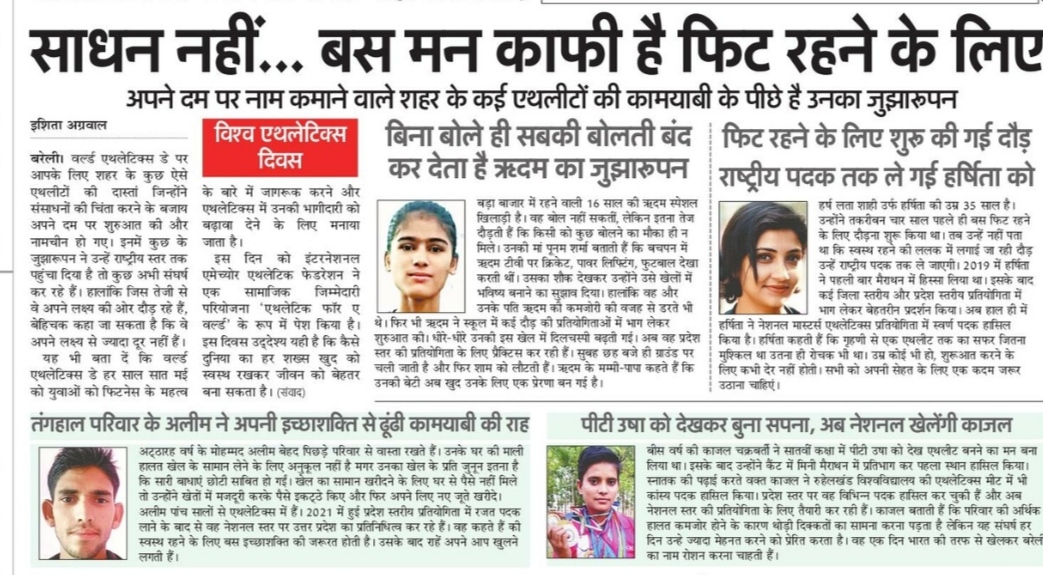 साधन नहीं... बस मन काफी है फिट रहने के लिए
अपने दम पर नाम कमाने वाले शहर के कई एथलीटों की कामयाबी के पीछे है उनका जुझारूपन
इशिता अग्रवाल
बरेली। वर्ल्ड एथलेटिक्स डे पर
आपके लिए शहर के कुछ ऐसे
एथलीटों की दास्तां जिन्होंने
संसाधनों की चिंता करने के बजाय
अपने दम पर शुरुआत की और
नामचीन हो गए। इनमें कुछ के
जुझारूपन ने उन्हें राष्ट्रीय स्तर तक
पहुंचा दिया है तो कुछ अभी संघर्ष
कर रहे हैं। हालांकि जिस तेजी से
वे अपने लक्ष्य की ओर दौड़ रहे हैं,
बेहिचक कहा जा सकता है कि वे
अपने लक्ष्य से ज्यादा दूर नहीं हैं।
यह भी बता दें कि वर्ल्ड
एथलेटिक्स डे हर साल सात मई
को युवाओं को फिटनेस के महत्व
विश्व एथलेटिक्स
दिवस
के बारे में जागरूक करने और
एथलेटिक्स में उनकी भागीदारी को
बढ़ावा देने के लिए मनाया
जाता है।
इस दिन को इंटरनेशनल
एमेच्योर एथलेटिक फेडरेशन ने
एक सामाजिक जिम्मेदारी
परियोजना 'एथलेटिक फॉर ए
वर्ल्ड' के रूप में पेश किया है।
इस दिवस उद्देश्य यही है कि कैसे
दुनिया का हर शख्स खुद को
स्वस्थ रखकर जीवन को बेहतर
बना सकता है। (संवाद)
बिना बोले ही सबकी बोलती बंद
कर देता है ऋदम का जुझारूपन
बड़ा बाजार में रहने वाली 16 साल की ऋदम स्पेशल
खिलाड़ी है। वह बोल नहीं सकतीं, लेकिन इतना तेज
दौड़ती हैं कि किसी को कुछ बोलने का मौका ही न
मिले। उनकी मां पूनम शर्मा बताती हैं कि बचपन में
ऋदम टीवी पर क्रिकेट, पावर लिफ्टिंग, फुटबाल देखा
करती थीं। उसका शौक देखकर उन्होंने उसे खेलों में
भविष्य बनाने का सुझाव दिया। हालांकि वह और
उनके पति ऋदम की कमजोरी की वजह से डरते भी
थे। फिर भी ऋदम ने स्कूल में कई दौड़ की प्रतियोगिताओं में भाग लेकर
शुरुआत की। धीरे-धीरे उनकी इस खेल में दिलचस्पी बढ़ती गई। अब वह प्रदेश
स्तर की प्रतियोगिता के लिए प्रैक्टिस कर रही हैं। सुबह छह बजे ही ग्राउंड पर
चली जाती है और फिर शाम को लौटती हैं। ऋदम के मम्मी-पापा कहते हैं कि
उनकी बेटी अब खुद उनके लिए एक प्रेरणा बन गई है।
फिट रहने के लिए शुरू की गई दौड़
राष्ट्रीय पदक तक ले गई हर्षिता को
हर्ष लता शाही उर्फ हर्षिता की उम्र 35 साल है।
उन्होंने तकरीबन चार साल पहले ही बस फिट रहने
के लिए दौड़ना शुरू किया था। तब उन्हें नहीं पता
था कि स्वस्थ रहने की ललक में लगाई जा रही दौड़
उन्हें राष्ट्रीय पदक तक ले जाएगी। 2019 में हर्षिता
ने पहली बार मैराथन में हिस्सा लिया था। इसके बाद
कई जिला स्तरीय और प्रदेश स्तरीय प्रतियोगिता में
भाग लेकर बेहतरीन प्रदर्शन किया। अब हाल ही में
हर्षिता ने नेशनल मास्टर्स एथलेटिक्स प्रतियोगिता में स्वर्ण पदक हासिल
किया है। हर्षिता कहती हैं कि गृहणी से एक एथलीट तक का सफर जितना
मुश्किल था उतना ही रोचक भी था। उम्र कोई भी हो, शुरूआत करने के
लिए कभी देर नहीं होती। सभी को अपनी सेहत के लिए एक कदम जरूर
उठाना चाहिएं।
तंगहाल परिवार के अलीम ने अपनी इच्छाशक्ति से ढूंढी कामयाबी की राह
अट्ठारह वर्ष के मोहम्मद अलीम बेहद पिछड़े परिवार से वास्ता रखते हैं। उनके घर की माली
हालत खेल के सामान लेने के लिए अनुकूल नहीं है मगर उनका खेल के प्रति जुनून इतना है
कि सारी बाधाएं छोटी साबित हो गईं। खेल का सामान खरीदने के लिए घर से पैसे नहीं मिले
तो उन्होंने खेतों में मजदूरी करके पैसे इकट्ठे किए और फिर अपने लिए नए जूते खरीदे।
अलीम पांच सालों से एथलेटिक्स में हैं। 2021 में हुई प्रदेश स्तरीय प्रतियोगिता में रजत पदक
लाने के बाद से वह नेशनल स्तर पर उत्तर प्रदेश का प्रतिनिधित्व कर रहे हैं। वह कहते हैं की
स्वस्थ रहने के लिए बस इच्छाशक्ति की जरूरत होती है। उसके बाद राहें अपने आप खुलने
लगती हैं।
पीटी उषा को देखकर बुना सपना, अब नेशनल खेलेंगी काजल
बीस वर्ष की काजल चक्रबर्ती ने सातवीं कक्षा में पीटी उषा को देख एथलीट बनने का मन बना
लिया था। इसके बाद उन्होंने कैंट में मिनी मैराथन में प्रतिभाग कर पहला स्थान हासिल किया।
स्नातक की पढ़ाई करते वक्त काजल ने रुहेलखंड विश्वविद्यालय की एथलेटिक्स मीट में भी
कांस्य पदक हासिल किया। प्रदेश स्तर पर वह विभिन्न पदक हासिल कर चुकी हैं और अब
नेशनल स्तर की प्रतियोगिता के लिए तैयारी कर रही हैं। काजल बताती हैं कि परिवार की आर्थिक
हालत कमजोर होने के कारण थोड़ी दिक्कतों का सामना करना पड़ता है लेकिन यह संघर्ष हर
दिन उन्हें ज्यादा मेहनत करने को प्रेरित करता है। वह एक दिन भारत की तरफ से खेलकर बरेली
का नाम रोशन करना चाहती हैं।